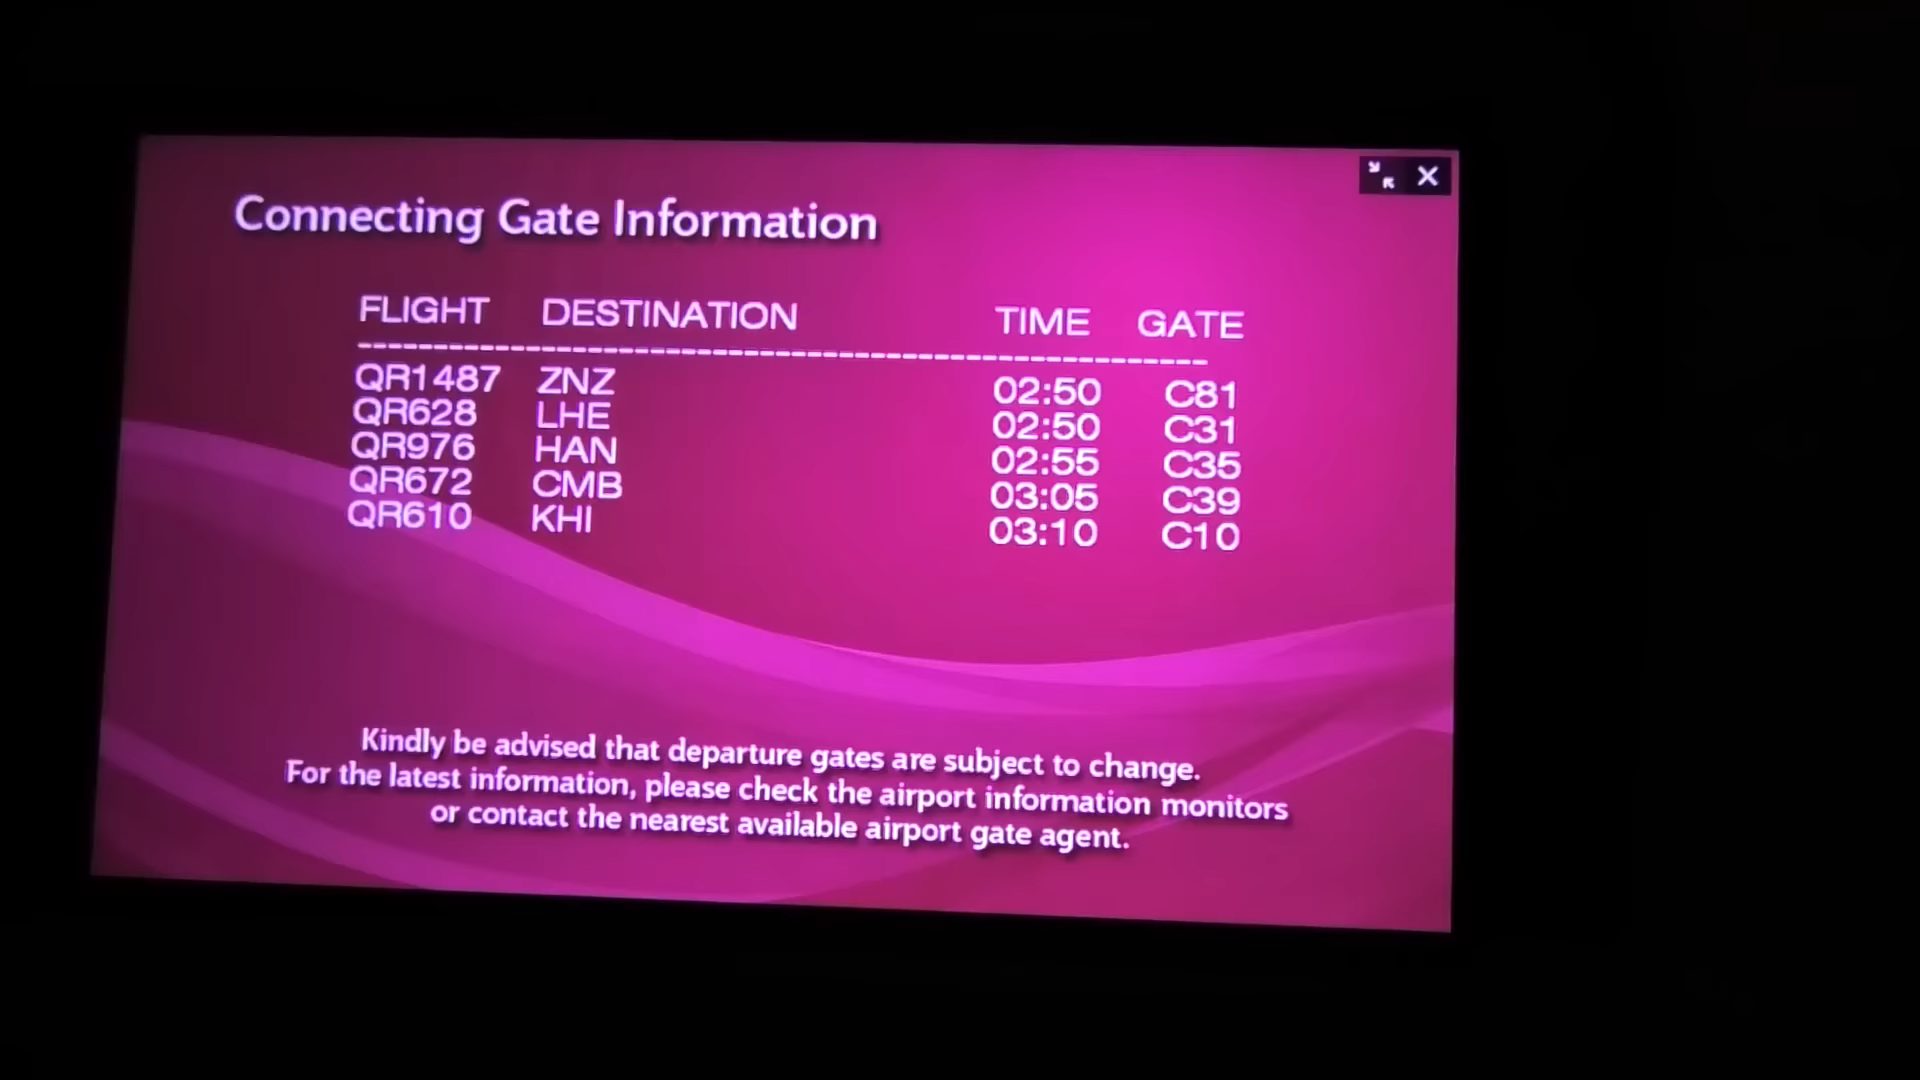 Connecting Gate Information
FLIGHT DESTINATION TIME GATE
--------------------------------------------------------
QR1487 ZNZ 02:50 C81
QR628 LHE 02:50 C31
QR976 HAN 02:55 C35
QR672 CMB 03:05 C39
QR610 KHI 03:10 C10
Kindly be advised that departure gates are subject to change.
For the latest information, please check the airport information monitors
or contact the nearest available airport gate agent.